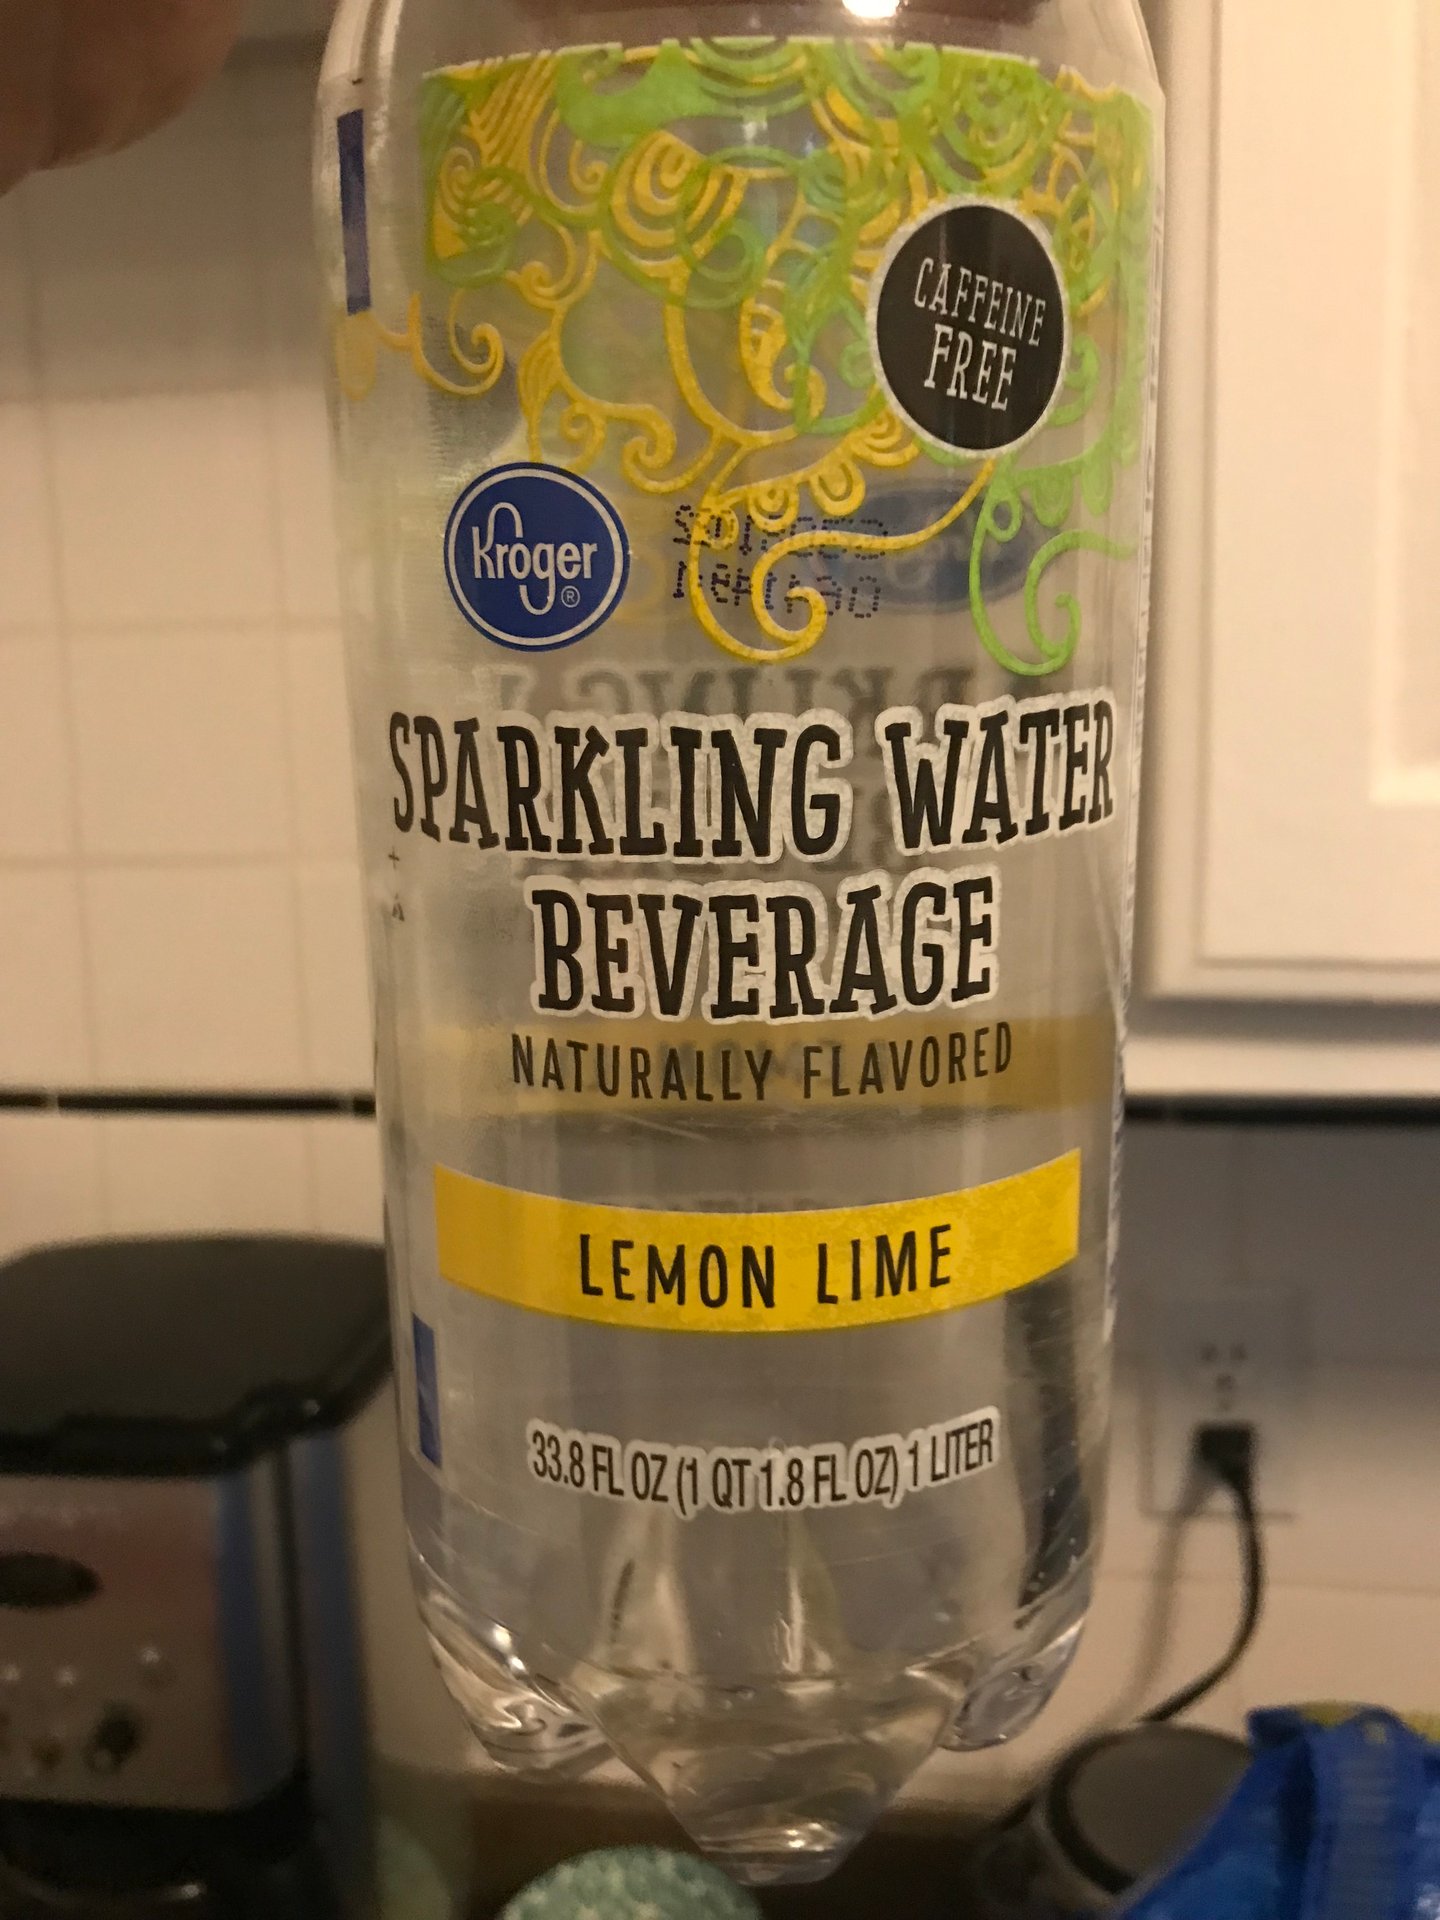 CAFFEINE
FREE
Kroger®
SPARKLING WATER
BEVERAGE
NATURALLY FLAVORED
LEMON LIME
33.8 FL OZ (1 QT 1.8 FL OZ) 1 LITER